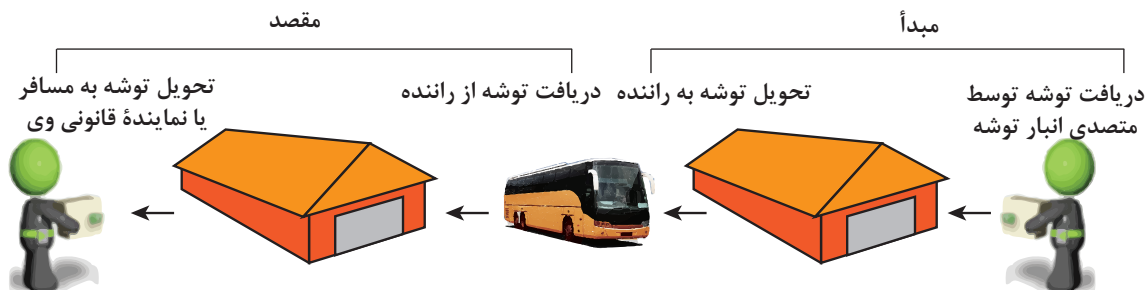 مبدأ
مقصد
دریافت توشه توسط
متصدی انبار توشه
تحویل توشه به راننده
دریافت توشه از راننده
تحویل توشه به مسافر
یا نمایندۀ قانونی وی